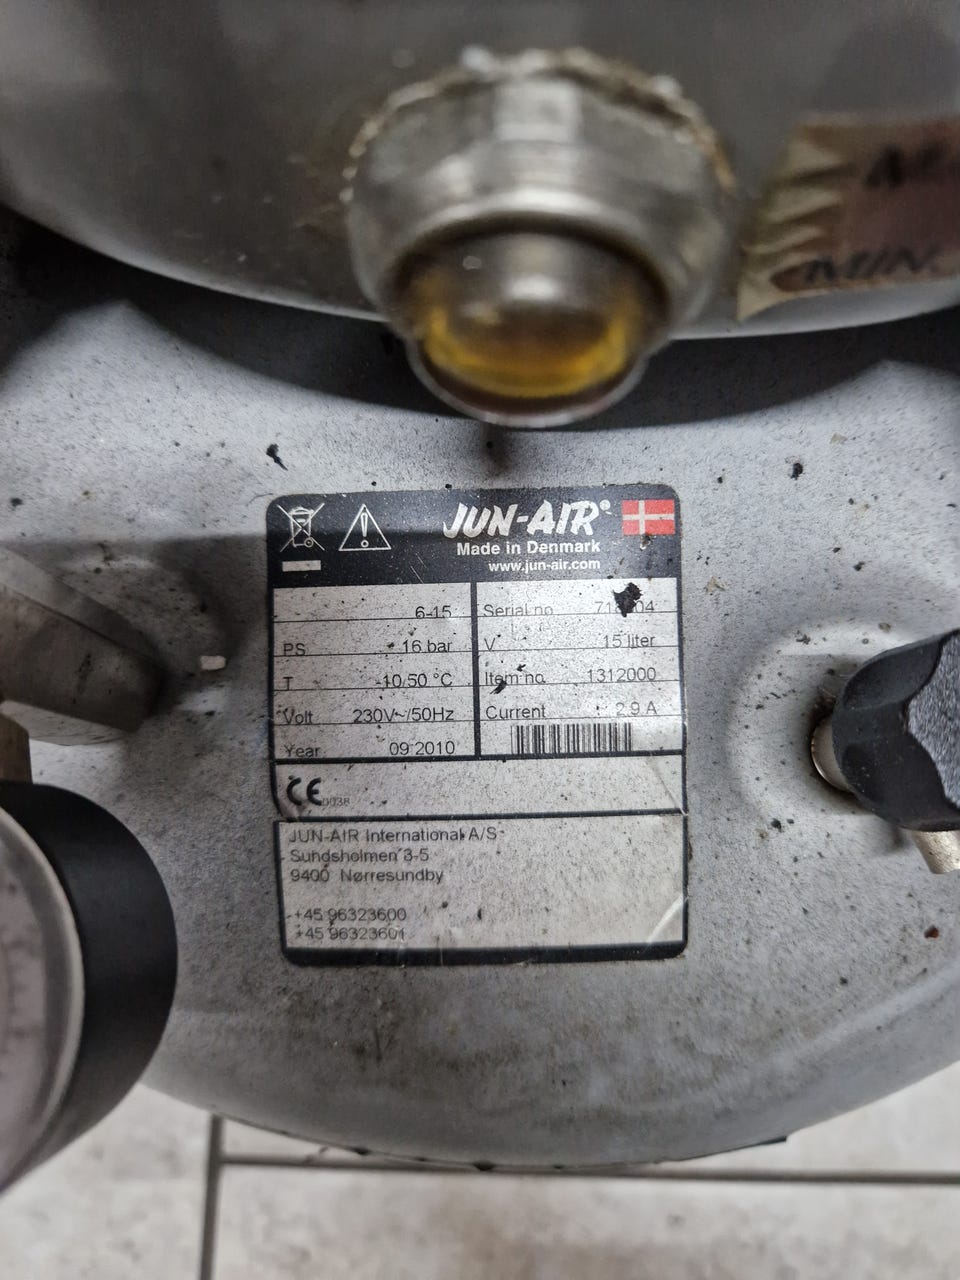 MIN.
JUN-AIR®
Made in Denmark
www.jun-air.com
6-15
Serial no.
PS 16 bar
V 15 liter
T -10,50 °C
Item no. 1312000
Volt 230V~/50Hz
Current 2.9 A
Year 09.2010
CE 0036
JUN-AIR International A/S
Sundsholmen 3-5
9400 Nørresundby
+45 96323600
+45 96323601